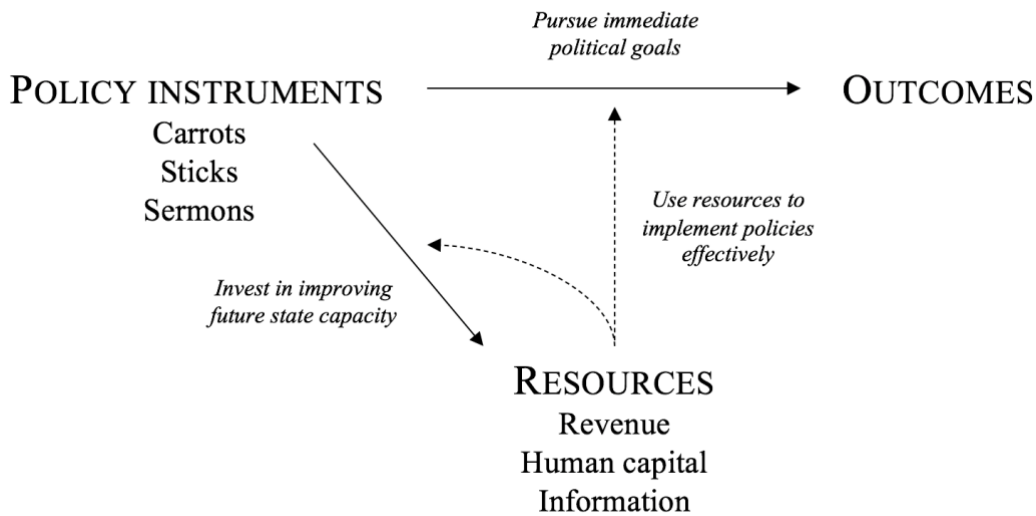 Pursue immediate
political goals
POLICY INSTRUMENTS
OUTCOMES
Carrots
Sticks
Sermons
Use resources to
implement policies
effectively
Invest in improving
future state capacity
RESOURCES
Revenue
Human capital
Information